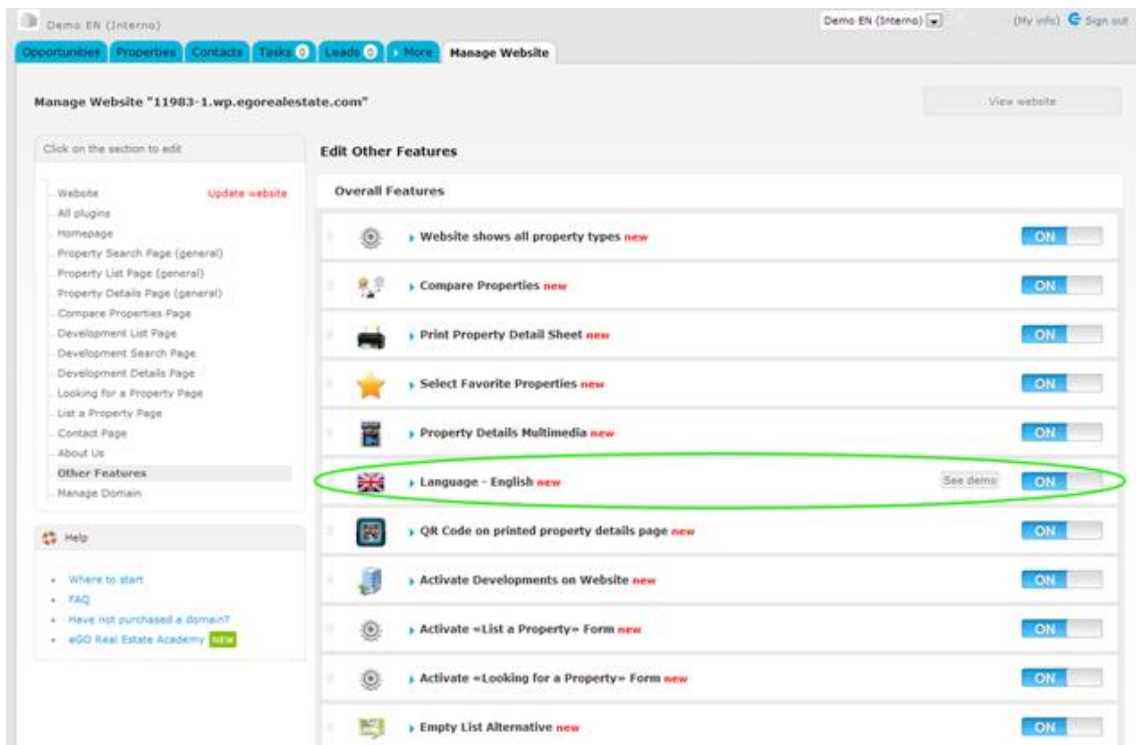 Demo EN (Interno)
Demo EN (Interno)
(My info) Sign out
Opportunities Properties Contacts Tasks 0 Leads 0 More Manage Website
Manage Website "11983-1.wp.egorealestate.com"
View website
Click on the section to edit
Website Update website
All plugins
Homepage
Property Search Page (general)
Property List Page (general)
Property Details Page (general)
Compare Properties Page
Development List Page
Development Search Page
Development Details Page
Looking for a Property Page
List a Property Page
Contact Page
About Us
Other Features
Manage Domain
Help
Where to start
FAQ
Have not purchased a domain?
eGO Real Estate Academy NEW
Edit Other Features
Overall Features
Website shows all property types new ON
Compare Properties new ON
Print Property Detail Sheet new ON
Select Favorite Properties new ON
Property Details Multimedia new ON
Language - English new See demo ON
QR Code on printed property details page new ON
Activate Developments on Website new ON
Activate «List a Property» Form new ON
Activate «Looking for a Property» Form new ON
Empty List Alternative new ON